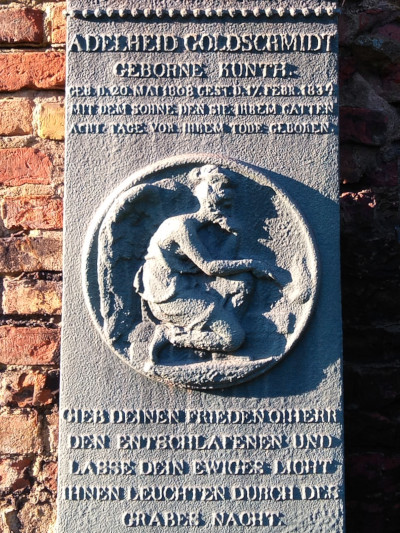 ADELHEID GOLDSCHMIDT
GEBORNE KUNTH.
GEB D. 20. MAI 1808 GEST D. 17. FEBR. 1834
MIT DEM SOHNE DEN SIE IHREM GATTEN
ACHT TAGE VOR IHREM TODE GEBOREN.
GIEB DEINEN FRIEDEN O! HERR
DEN ENTSCHLAFENEN UND
LASSE DEIN EWIGES LICHT
IHNEN LEUCHTEN DURCH DES
GRABES NACHT.